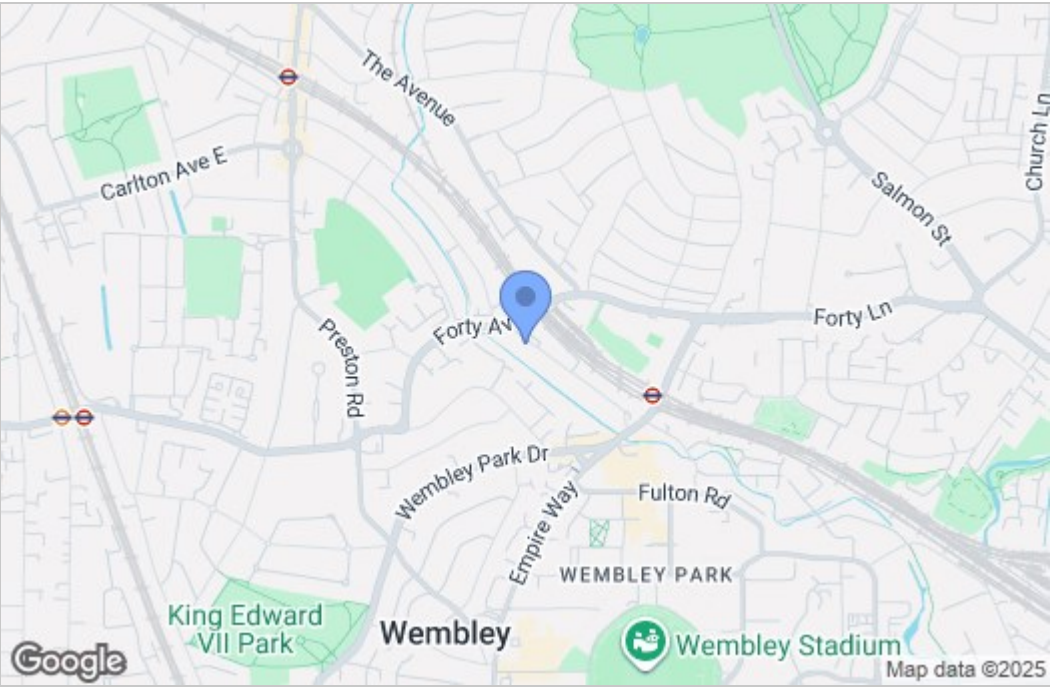 The Avenue
Carlton Ave E
Church Ln
Salmon St
Forty Av
Forty Ln
Preston Rd
Wembley Park Dr
Fulton Rd
Empire Way
WEMBLEY PARK
King Edward
VII Park
Wembley
Wembley Stadium
Google
Map data ©2025